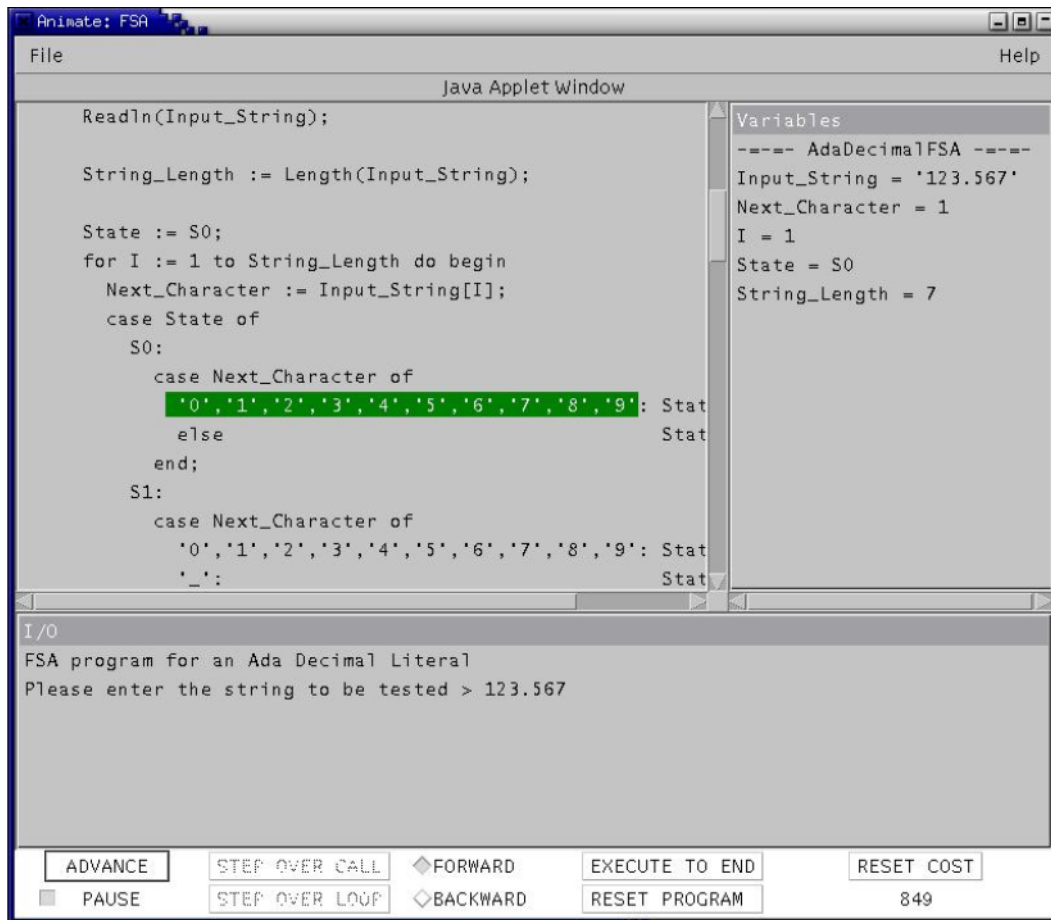 Animate: FSA
File Help
Java Applet Window
Readln(Input_String);
String_Length := Length(Input_String);
State := S0;
for I := 1 to String_Length do begin
Next_Character := Input_String[I];
case State of
S0:
case Next_Character of
'0','1','2','3','4','5','6','7','8','9': Stat
else Stat
end;
S1:
case Next_Character of
'0','1','2','3','4','5','6','7','8','9': Stat
'_': Stat
Variables
-=-=- AdaDecimalFSA -=-=-
Input_String = '123.567'
Next_Character = 1
I = 1
State = S0
String_Length = 7
I/O
FSA program for an Ada Decimal Literal
Please enter the string to be tested > 123.567
ADVANCE STEP OVER CALL FORWARD EXECUTE TO END RESET COST
PAUSE STEP OVER LOOP BACKWARD RESET PROGRAM 849